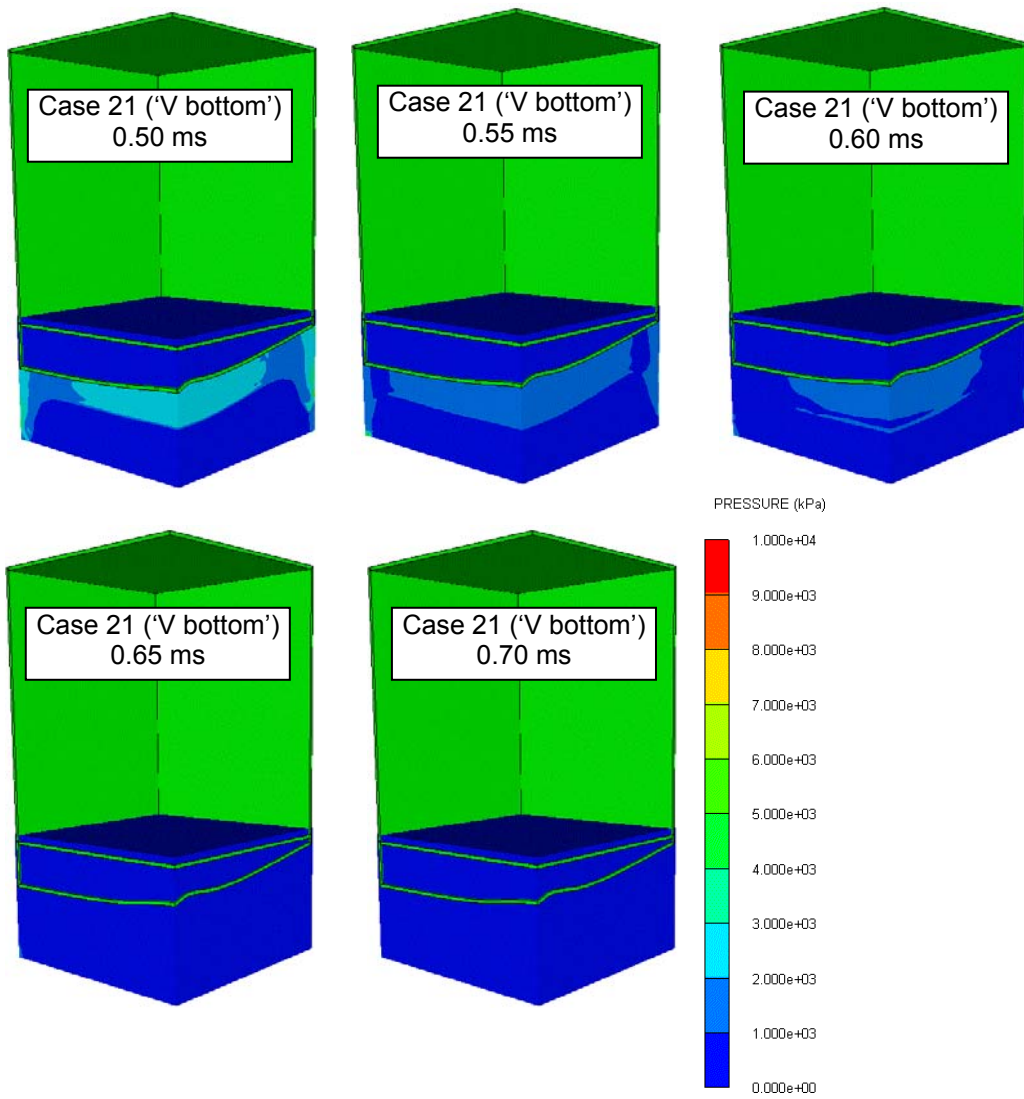 Case 21 (‘V bottom’)
0.50 ms
Case 21 (‘V bottom’)
0.55 ms
Case 21 (‘V bottom’)
0.60 ms
Case 21 (‘V bottom’)
0.65 ms
Case 21 (‘V bottom’)
0.70 ms
PRESSURE (kPa)
1.000e+04
9.000e+03
8.000e+03
7.000e+03
6.000e+03
5.000e+03
4.000e+03
3.000e+03
2.000e+03
1.000e+03
0.000e+00